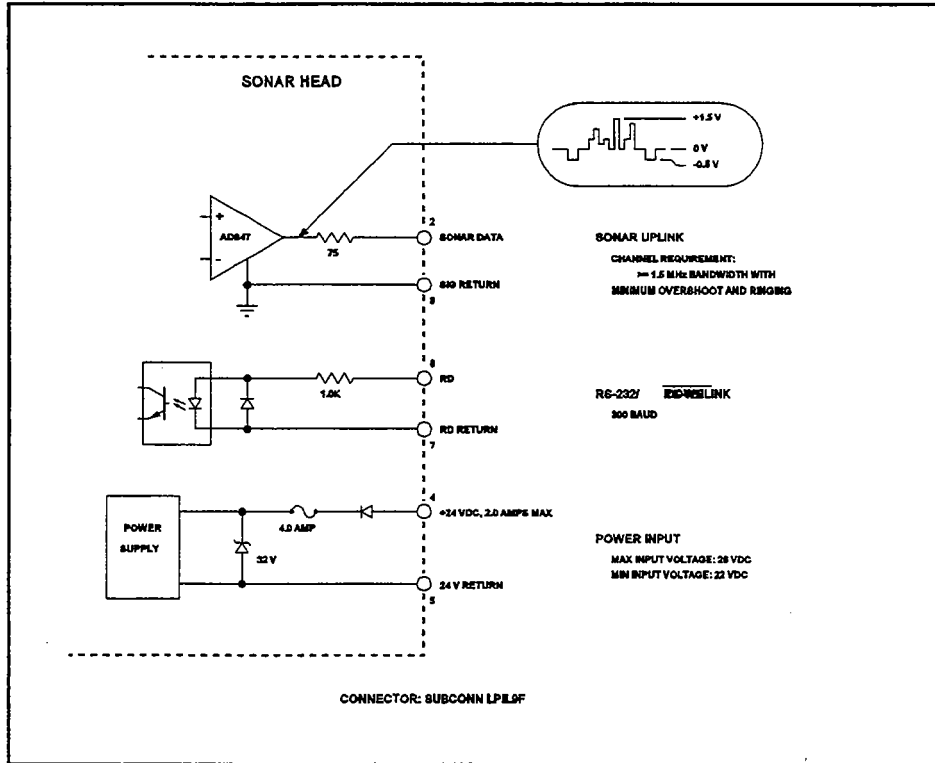 SONAR HEAD
+1.5 V
0 V
-0.5 V
+
AD847
-
75
2
SONAR DATA
SIG RETURN
SONAR UPLINK
CHANNEL REQUIREMENT:
>= 1.5 MHz BANDWIDTH WITH
MINIMUM OVERSHOOT AND RINGING
1.0K
RD
RD RETURN
7
RS-232/ LINK
300 BAUD
POWER
SUPPLY
32 V
4.0 AMP
4
+24 VDC, 2.0 AMPS MAX
24 V RETURN
5
POWER INPUT
MAX INPUT VOLTAGE: 26 VDC
MIN INPUT VOLTAGE: 22 VDC
CONNECTOR: SUBCONN